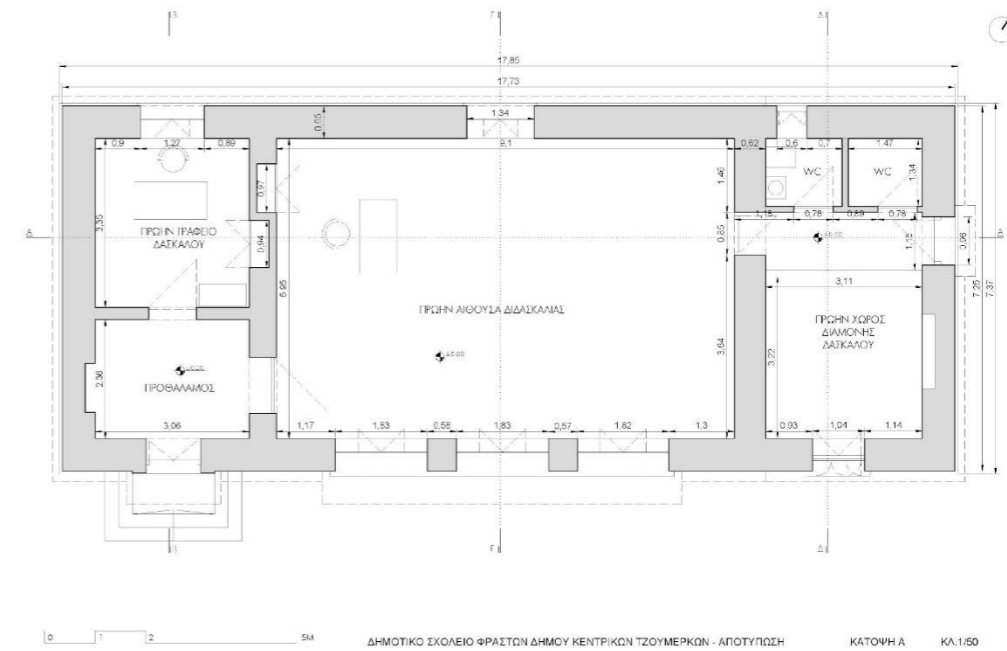 B
Γ
Δ
17,85
17,73
1.34
0,65
0,9
1,27
0,89
9,1
0,62
0,6
0,7
1,47
WC
WC
1,34
1,46
0,97
3,35
ΠΡΩΗΝ ΓΡΑΦΕΙΟ
ΔΑΣΚΑΛΟΥ
0,94
1,18
0,78
0,89
0,78
0,85
1,15
0,96
A
A
7,25
7,37
3,11
5,95
ΠΡΩΗΝ ΑΙΘΟΥΣΑ ΔΙΔΑΣΚΑΛΙΑΣ
ΠΡΩΗΝ ΧΩΡΟΣ
ΔΙΑΜΟΝΗΣ
ΔΑΣΚΑΛΟΥ
±0.00
3,64
3,22
2,36
ΠΡΟΘΑΛΑΜΟΣ
3,06
1,17
1,83
0,58
1,83
0,57
1,82
1,3
0,93
1,04
1,14
B
Γ
Δ
0 1 2 5M
ΔΗΜΟΤΙΚΟ ΣΧΟΛΕΙΟ ΦΡΑΣΤΩΝ ΔΗΜΟΥ ΚΕΝΤΡΙΚΩΝ ΤΖΟΥΜΕΡΚΩΝ - ΑΠΟΤΥΠΩΣΗ ΚΑΤΟΨΗ Α ΚΛ.1/50